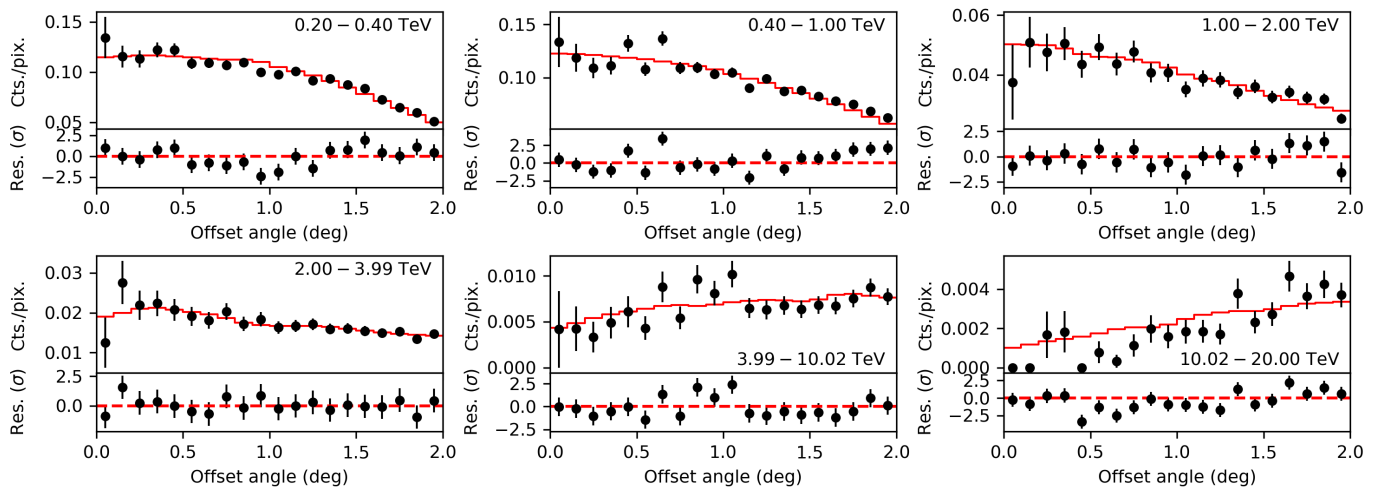 0.15
0.10
0.05
Cts./pix.
0.20 − 0.40 TeV
2.5
0.0
−2.5
Res. (σ)
0.0 0.5 1.0 1.5 2.0
Offset angle (deg)
0.15
0.10
Cts./pix.
0.40 − 1.00 TeV
2.5
0.0
−2.5
Res. (σ)
0.0 0.5 1.0 1.5 2.0
Offset angle (deg)
0.06
0.04
Cts./pix.
1.00 − 2.00 TeV
2.5
0.0
−2.5
Res. (σ)
0.0 0.5 1.0 1.5 2.0
Offset angle (deg)
0.03
0.02
0.01
Cts./pix.
2.00 − 3.99 TeV
2.5
0.0
Res. (σ)
0.0 0.5 1.0 1.5 2.0
Offset angle (deg)
0.010
0.005
0.000
Cts./pix.
3.99 − 10.02 TeV
2.5
0.0
−2.5
Res. (σ)
0.0 0.5 1.0 1.5 2.0
Offset angle (deg)
0.004
0.002
0.000
Cts./pix.
10.02 − 20.00 TeV
2.5
0.0
−2.5
Res. (σ)
0.0 0.5 1.0 1.5 2.0
Offset angle (deg)